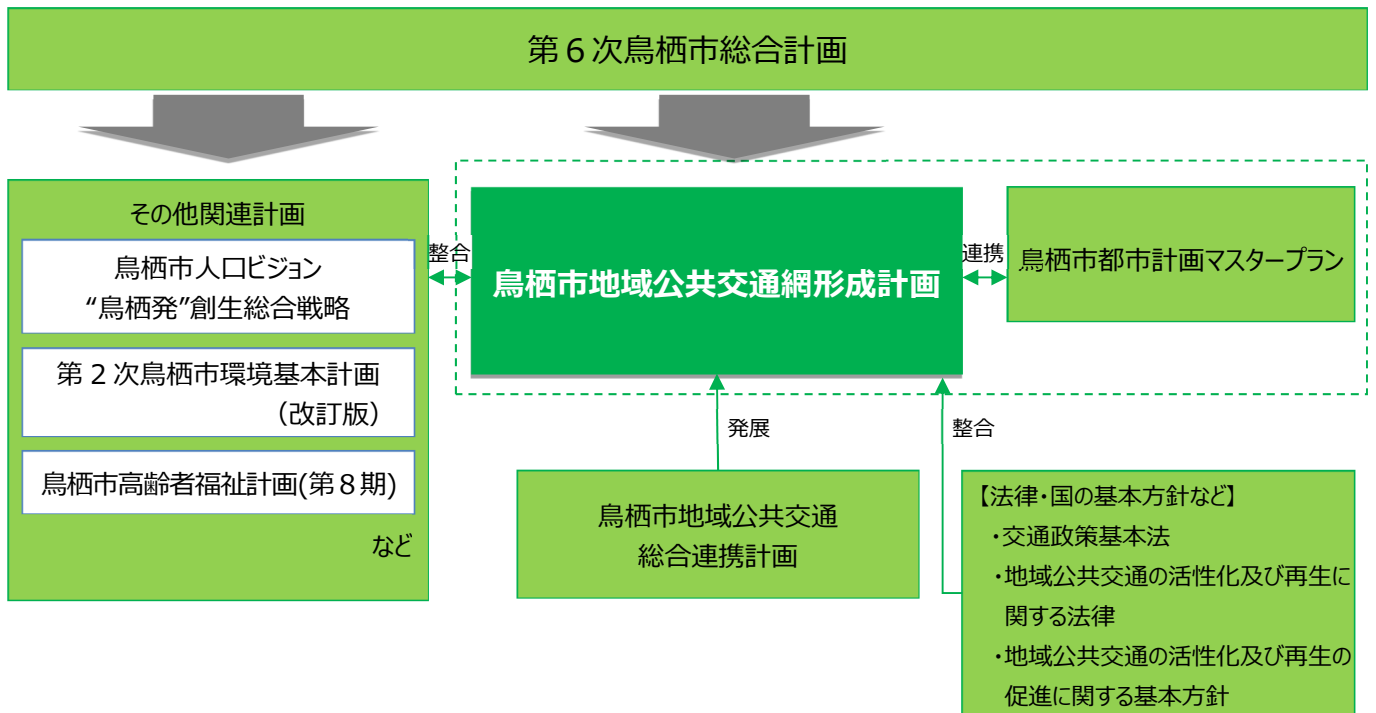 第6次鳥栖市総合計画
その他関連計画
鳥栖市人口ビジョン
“鳥栖発”創生総合戦略
第2次鳥栖市環境基本計画
（改訂版）
鳥栖市高齢者福祉計画(第8期)
など
整合
鳥栖市地域公共交通網形成計画
連携
鳥栖市都市計画マスタープラン
発展
整合
鳥栖市地域公共交通
総合連携計画
【法律・国の基本方針など】
・交通政策基本法
・地域公共交通の活性化及び再生に
関する法律
・地域公共交通の活性化及び再生の
促進に関する基本方針